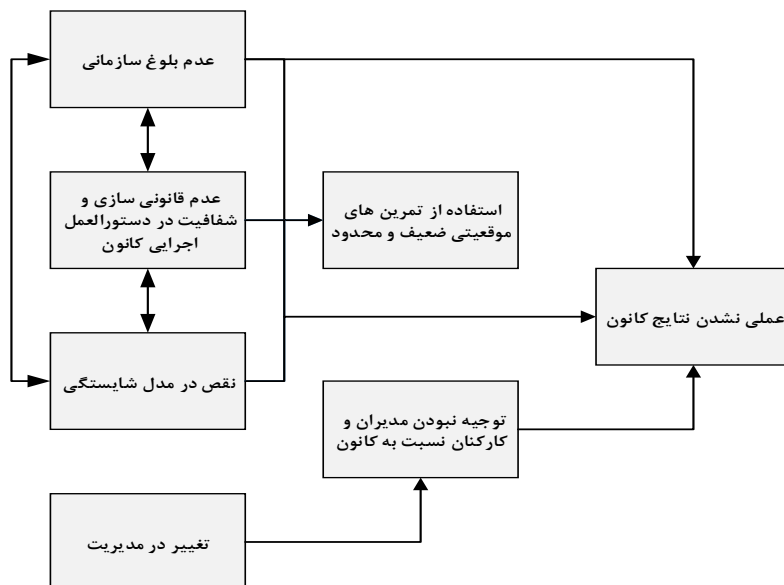 عدم بلوغ سازمانی
عدم قانونی سازی و
شفافیت در دستورالعمل
اجرایی کانون
استفاده از تمرین های
موقعیتی ضعیف و محدود
عملی نشدن نتایج کانون
نقص در مدل شایستگی
توجیه نبودن مدیران و
کارکنان نسبت به کانون
تغییر در مدیریت